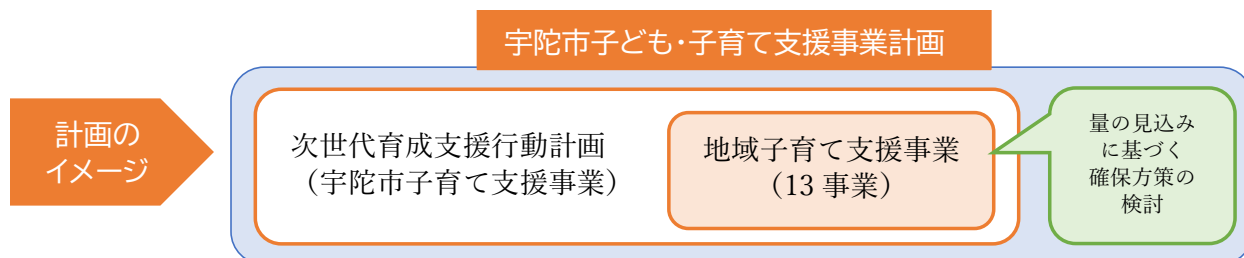 宇陀市子ども・子育て支援事業計画
計画の
イメージ
次世代育成支援行動計画
（宇陀市子育て支援事業）
地域子育て支援事業
（13 事業）
量の見込み
に基づく
確保方策の
検討